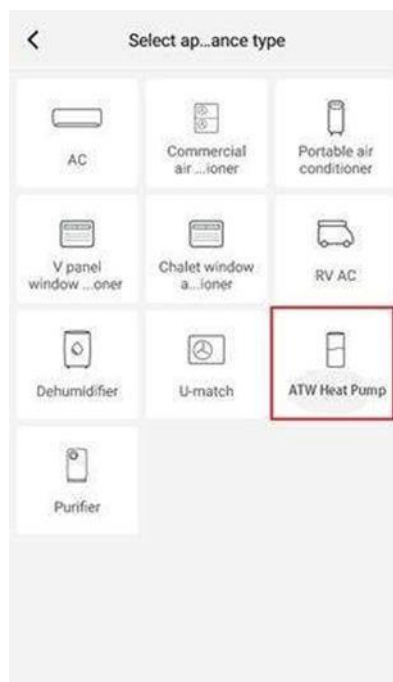 Select ap...ance type
AC
Commercial
air ...ioner
Portable air
conditioner
V panel
window ...oner
Chalet window
a...ioner
RV AC
Dehumidifier
U-match
ATW Heat Pump
Purifier